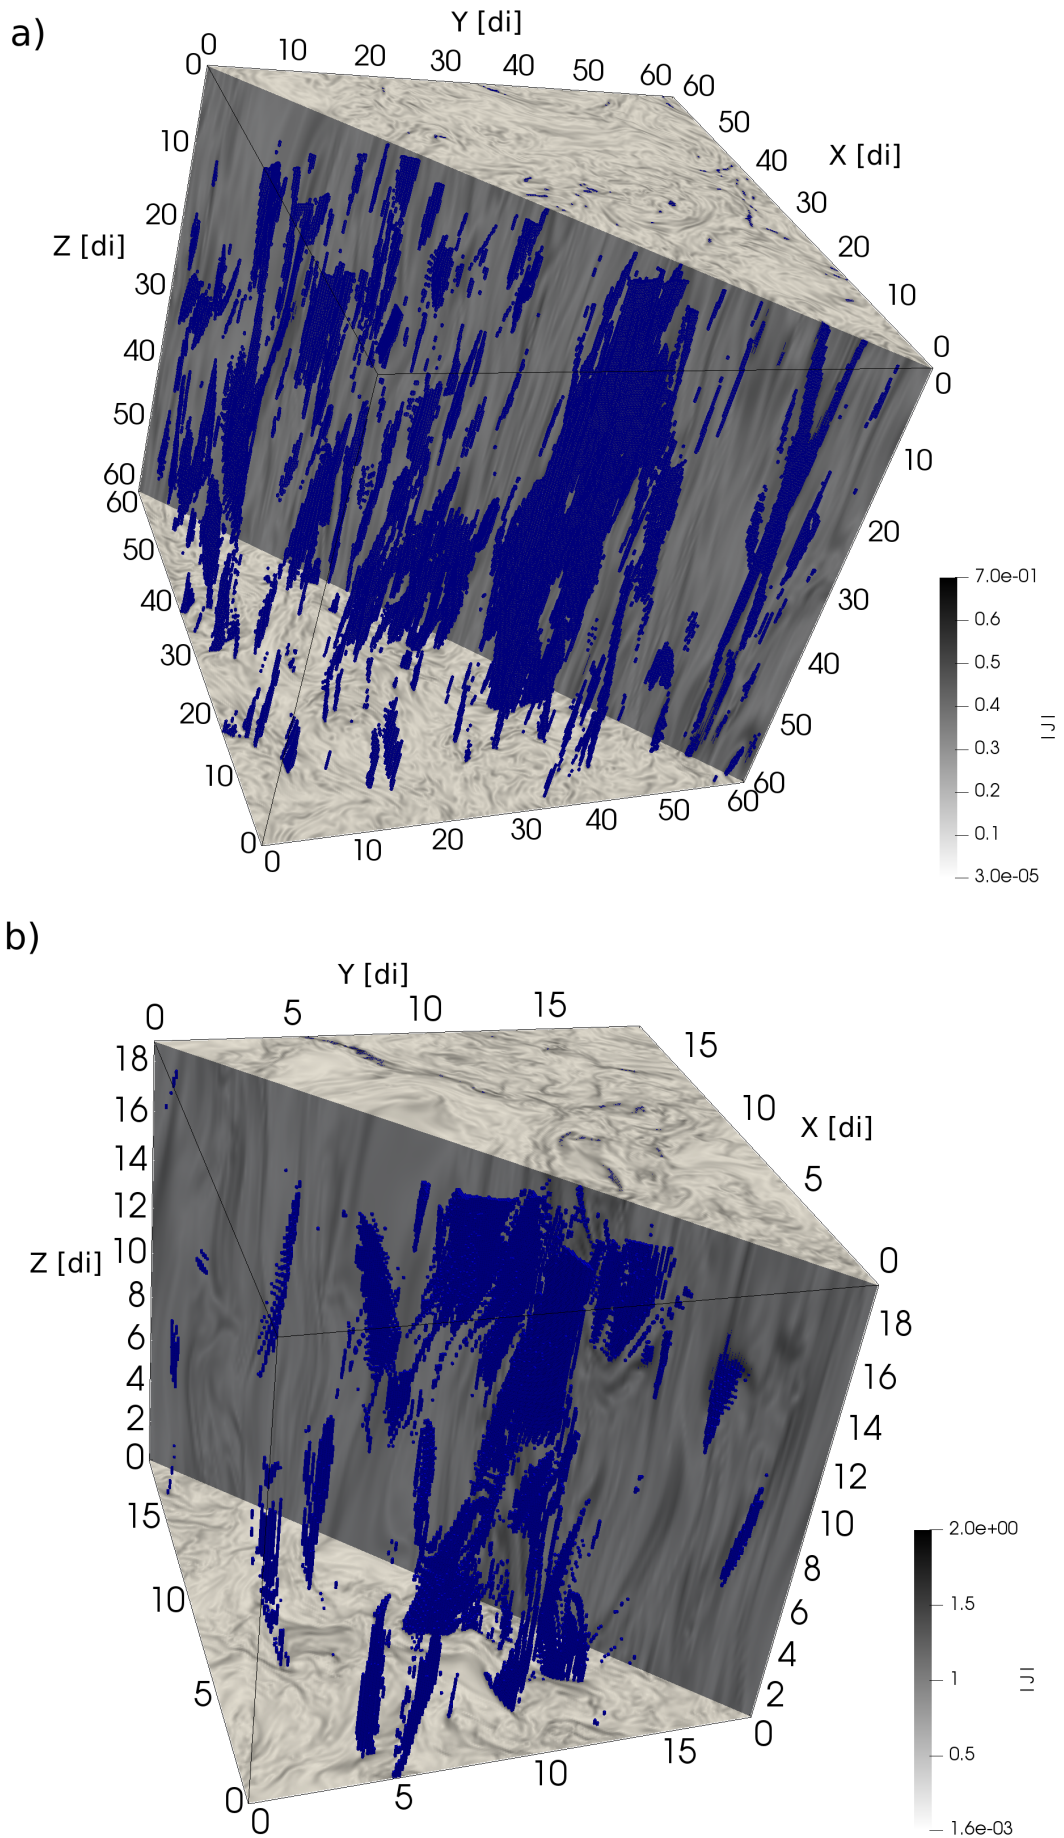 a)
Y [di]
0 10 20 30 40 50 60
60 50 40 30 20 10 0
X [di]
0 10 20 30 40 50 60
Z [di]
0 10 20 30 40 50 60
60 50 40 30 20 10 0
0 10 20 30 40 50 60
7.0e-01
0.6
0.5
0.4
0.3
0.2
0.1
3.0e-05
| J |
b)
Y [di]
0 5 10 15
15 10 5 0
X [di]
18 16 14 12 10 8 6 4 2 0
Z [di]
18 16 14 12 10 8 6 4 2 0
15 10 5 0
0 5 10 15
2.0e+00
1.5
1
0.5
1.6e-03
| J |